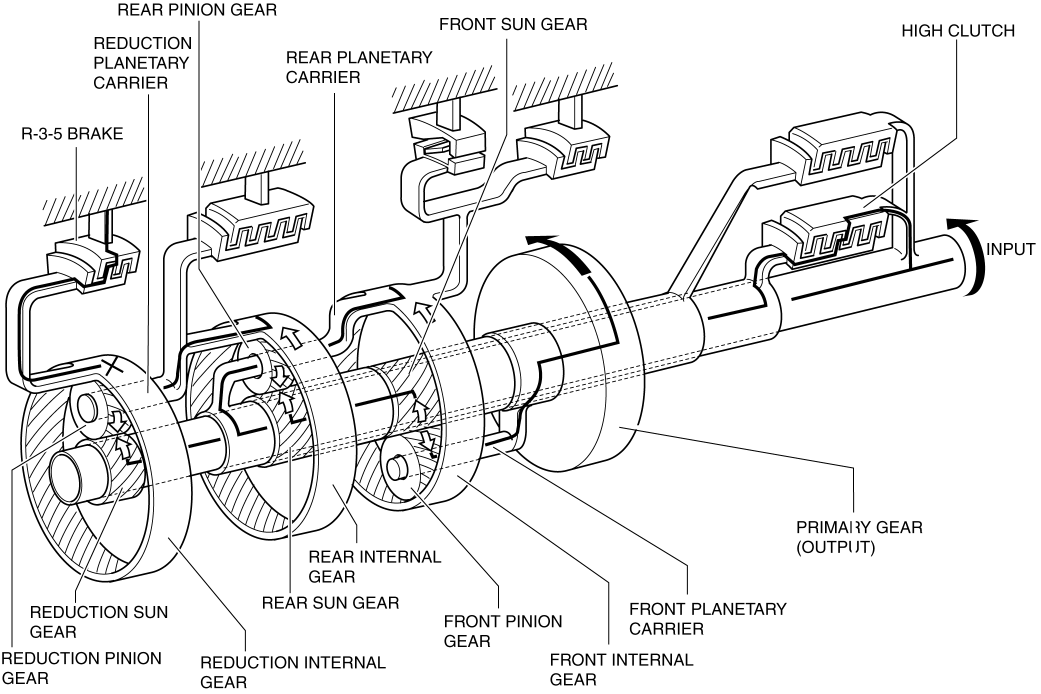 REAR PINION GEAR
REDUCTION
PLANETARY
CARRIER
REAR PLANETARY
CARRIER
FRONT SUN GEAR
HIGH CLUTCH
R-3-5 BRAKE
INPUT
PRIMARY GEAR
(OUTPUT)
REAR INTERNAL
GEAR
REAR SUN GEAR
REDUCTION SUN
GEAR
FRONT PINION
GEAR
FRONT PLANETARY
CARRIER
REDUCTION PINION
GEAR
REDUCTION INTERNAL
GEAR
FRONT INTERNAL
GEAR